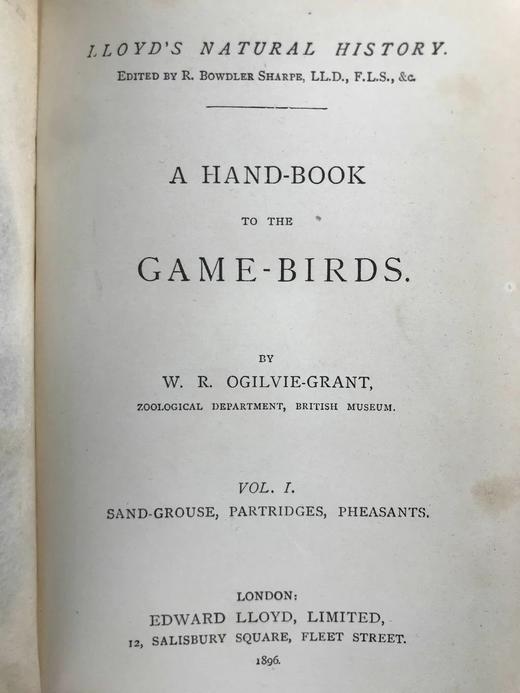 LLOYD'S NATURAL HISTORY.
EDITED BY R. BOWDLER SHARPE, LL.D., F.L.S., &c.
A HAND-BOOK
TO THE
GAME-BIRDS.
BY
W. R. OGILVIE-GRANT,
ZOOLOGICAL DEPARTMENT, BRITISH MUSEUM.
VOL. I.
SAND-GROUSE, PARTRIDGES, PHEASANTS.
LONDON:
EDWARD LLOYD, LIMITED,
12, SALISBURY SQUARE, FLEET STREET.
1896.